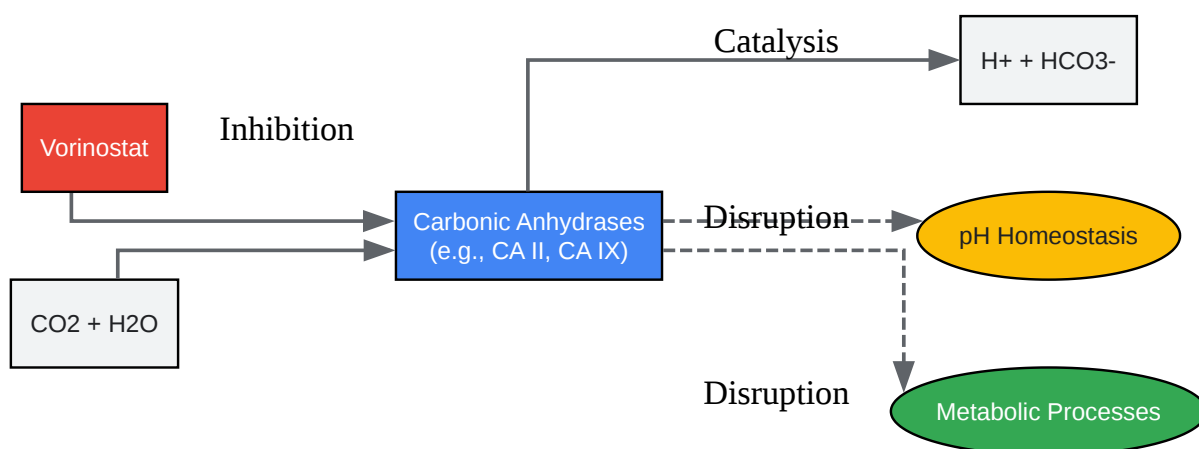 Catalysis
H+ + HCO3-
Inhibition
Vorinostat
Carbonic Anhydrases
(e.g., CA II, CA IX)
Disruption
pH Homeostasis
CO2 + H2O
Disruption
Metabolic Processes